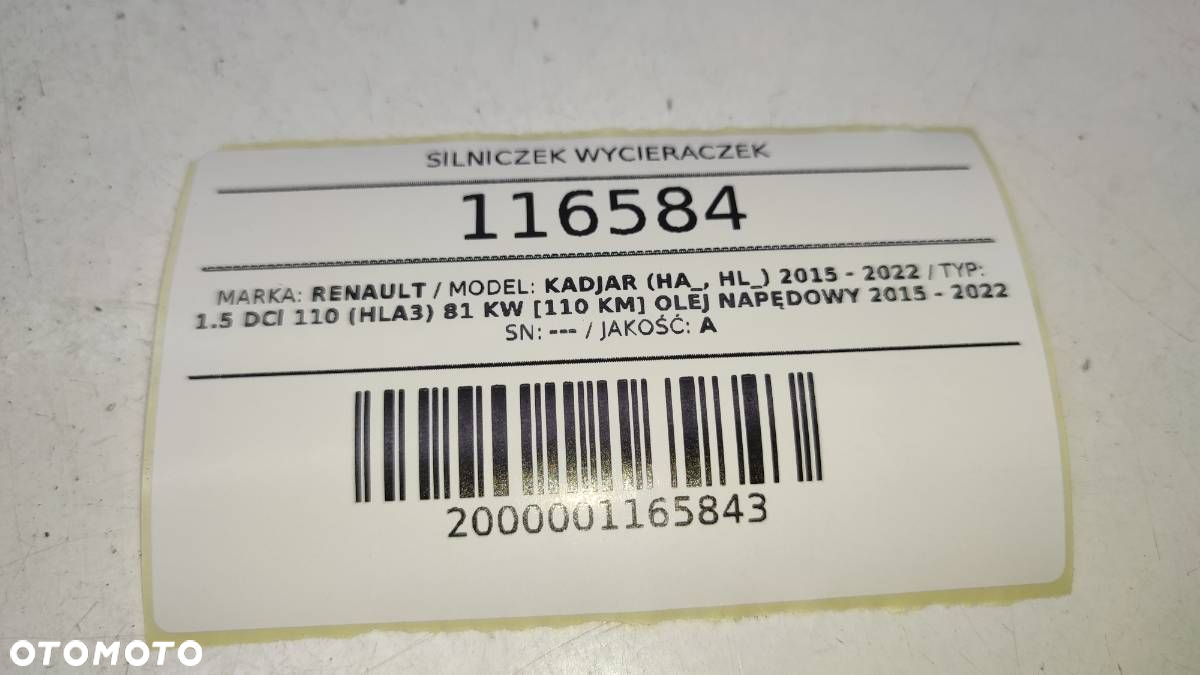 SILNICZEK WYCIERACZEK
116584
MARKA: RENAULT / MODEL: KADJAR (HA_, HL_) 2015 - 2022 / TYP:
1.5 DCI 110 (HLA3) 81 KW [110 KM] OLEJ NAPĘDOWY 2015 - 2022
SN: --- / JAKOŚĆ: A
2000001165843
OTOMOTO